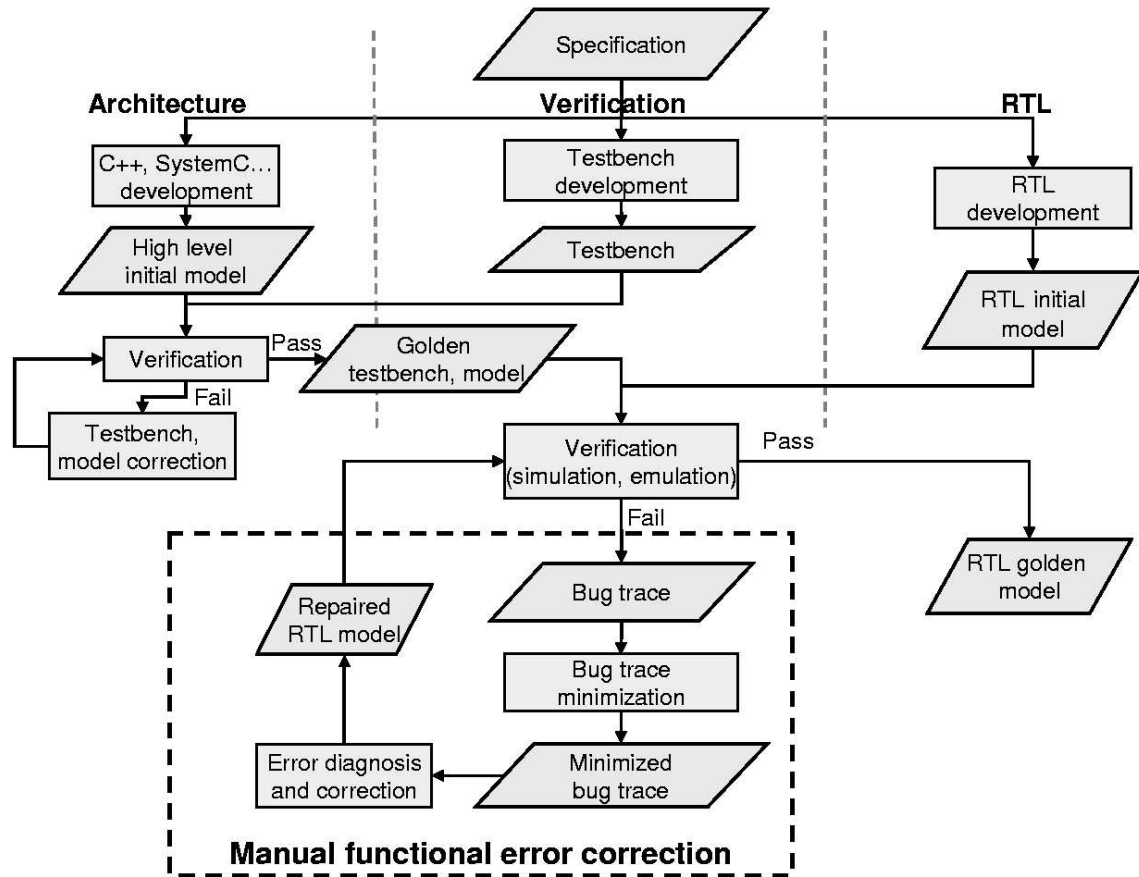 Specification
Architecture
Verification
RTL
C++, SystemC...
development
Testbench
development
RTL
development
High level
initial model
Testbench
RTL initial
model
Verification
Pass
Golden
testbench, model
Fail
Testbench,
model correction
Verification
(simulation, emulation)
Pass
Fail
Repaired
RTL model
Bug trace
RTL golden
model
Bug trace
minimization
Error diagnosis
and correction
Minimized
bug trace
Manual functional error correction